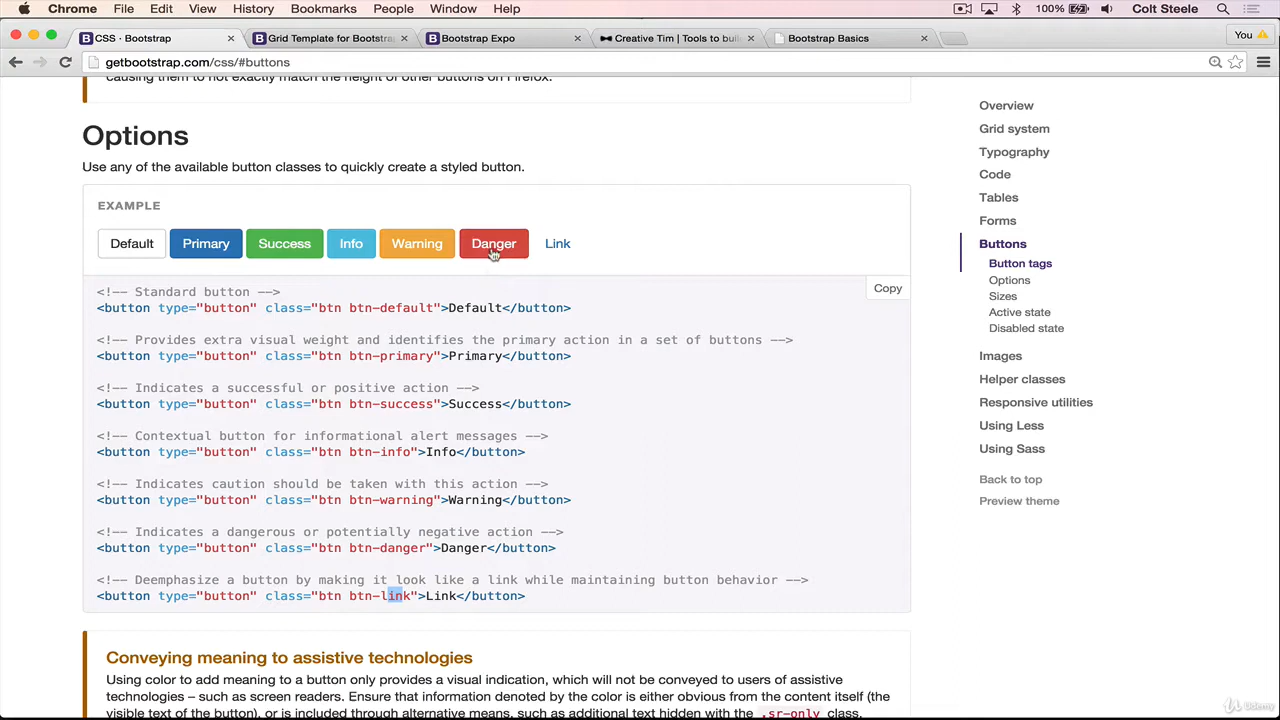 Chrome File Edit View History Bookmarks People Window Help 100% Colt Steele
CSS · Bootstrap × Grid Template for Bootstra × Bootstrap Expo × Creative Tim | Tools to buil × Bootstrap Basics × You
getbootstrap.com/css/#buttons
causing them to not exactly match the height of other buttons on Firefox.
Options
Use any of the available button classes to quickly create a styled button.
EXAMPLE
Default Primary Success Info Warning Danger Link
Copy
<!-- Standard button -->
<button type="button" class="btn btn-default">Default</button>
<!-- Provides extra visual weight and identifies the primary action in a set of buttons -->
<button type="button" class="btn btn-primary">Primary</button>
<!-- Indicates a successful or positive action -->
<button type="button" class="btn btn-success">Success</button>
<!-- Contextual button for informational alert messages -->
<button type="button" class="btn btn-info">Info</button>
<!-- Indicates caution should be taken with this action -->
<button type="button" class="btn btn-warning">Warning</button>
<!-- Indicates a dangerous or potentially negative action -->
<button type="button" class="btn btn-danger">Danger</button>
<!-- Deemphasize a button by making it look like a link while maintaining button behavior -->
<button type="button" class="btn btn-link">Link</button>
Conveying meaning to assistive technologies
Using color to add meaning to a button only provides a visual indication, which will not be conveyed to users of assistive
technologies – such as screen readers. Ensure that information denoted by the color is either obvious from the content itself (the
visible text of the button), or is included through alternative means, such as additional text hidden with the .sr-only class.
Overview
Grid system
Typography
Code
Tables
Forms
Buttons
Button tags
Options
Sizes
Active state
Disabled state
Images
Helper classes
Responsive utilities
Using Less
Using Sass
Back to top
Preview theme
Udemy